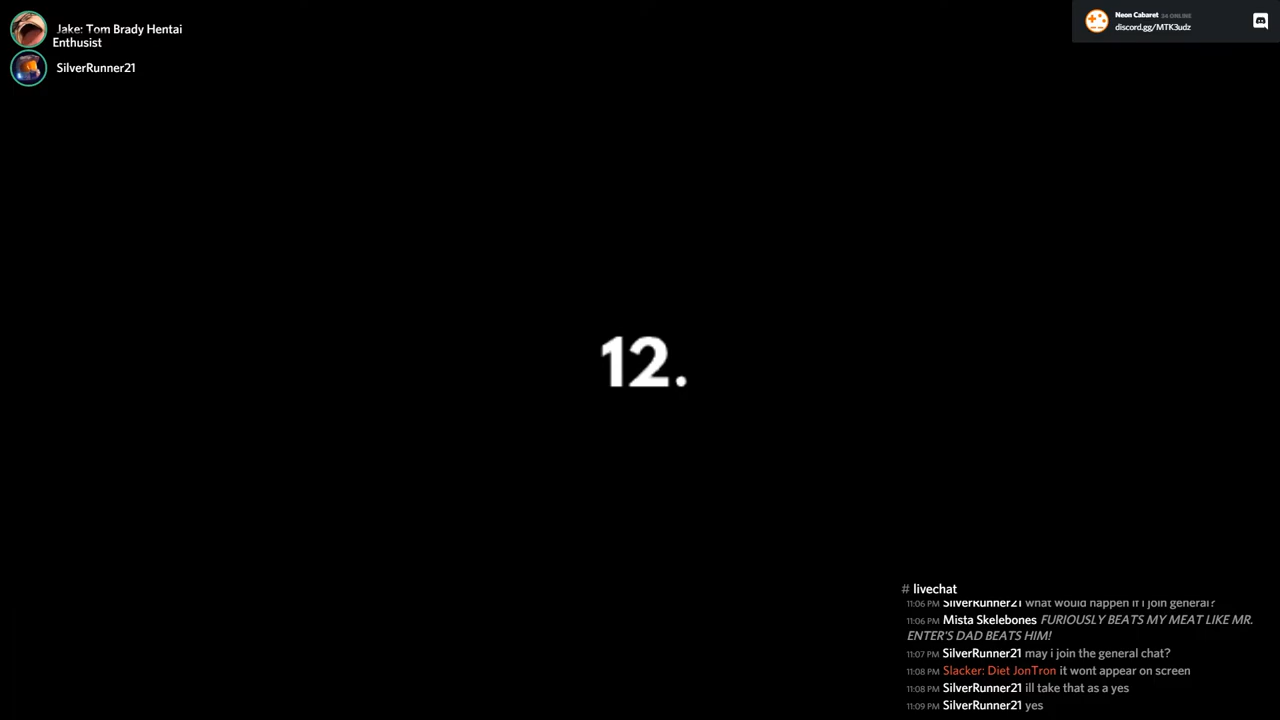 Jake: Tom Brady Hentai
Enthusist
SilverRunner21
Neon Cabaret 34 ONLINE
discord.gg/MTK3udz
12.
# livechat
11:06 PM SilverRunner21 what would happen if i join general?
11:06 PM Mista Skelebones FURIOUSLY BEATS MY MEAT LIKE MR.
ENTER'S DAD BEATS HIM!
11:07 PM SilverRunner21 may i join the general chat?
11:08 PM Slacker: Diet JonTron it wont appear on screen
11:08 PM SilverRunner21 ill take that as a yes
11:09 PM SilverRunner21 yes